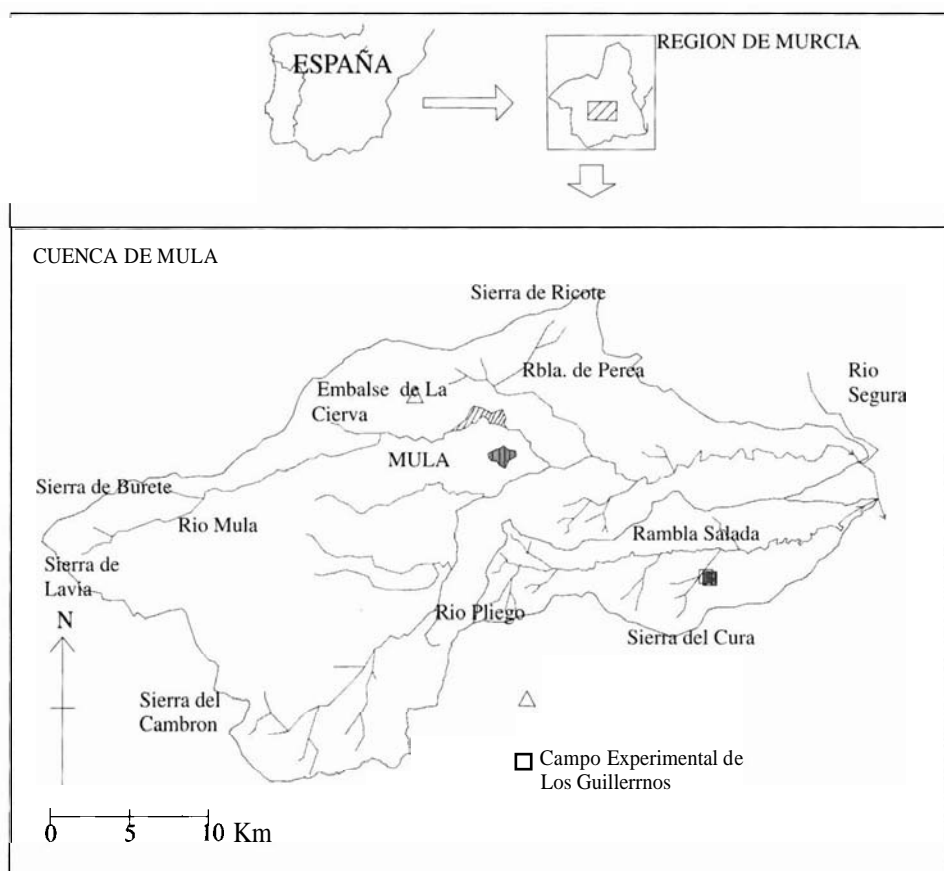 ESPAÑA
REGION DE MURCIA
CUENCA DE MULA
Sierra de Ricote
Rbla. de Perea
Rio
Segura
Embalse de La
Cierva
MULA
Sierra de Burete
Rio Mula
Rambla Salada
Sierra de
Lavia
N
Rio Pliego
Sierra del Cura
Sierra del
Cambron
Campo Experimental de
Los Guillerrnos
0 5 10 Km